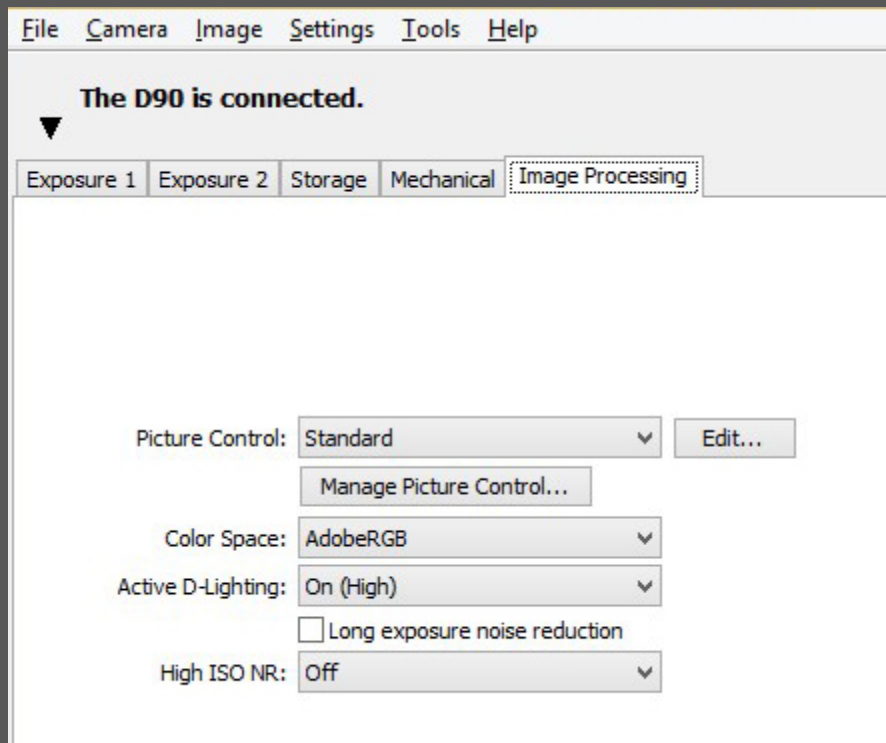 File Camera Image Settings Tools Help
The D90 is connected.
Exposure 1 Exposure 2 Storage Mechanical Image Processing
Picture Control: Standard Edit...
Manage Picture Control...
Color Space: AdobeRGB
Active D-Lighting: On (High)
Long exposure noise reduction
High ISO NR: Off